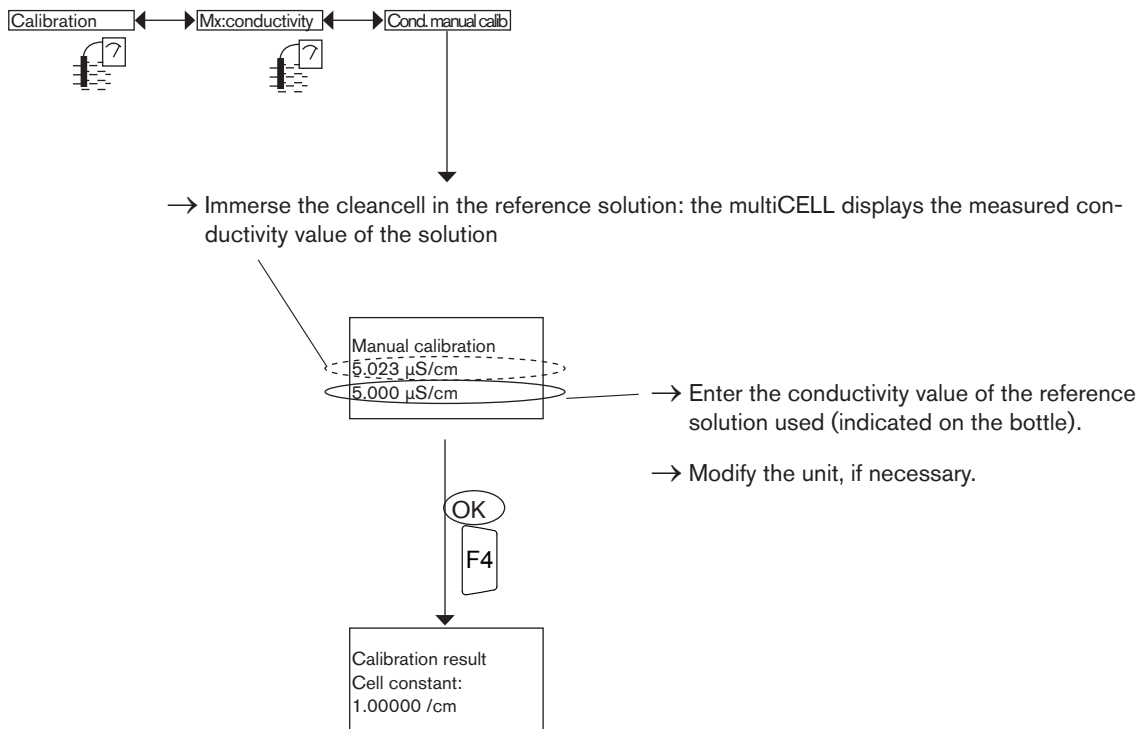 Calibration
Mx:conductivity
Cond. manual calib
→ Immerse the cleancell in the reference solution: the multiCELL displays the measured con-
ductivity value of the solution
Manual calibration
5.023 µS/cm
5.000 µS/cm
→ Enter the conductivity value of the reference
solution used (indicated on the bottle).
→ Modify the unit, if necessary.
OK
F4
Calibration result
Cell constant:
1.00000 /cm